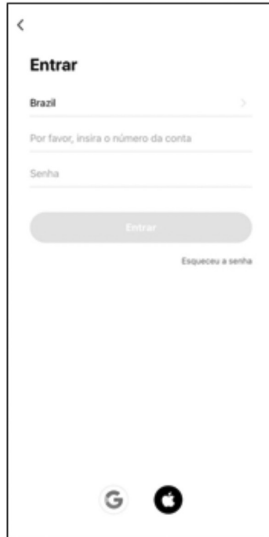 Entrar
Brazil
Por favor, insira o número da conta
Senha
Entrar
Esqueceu a senha